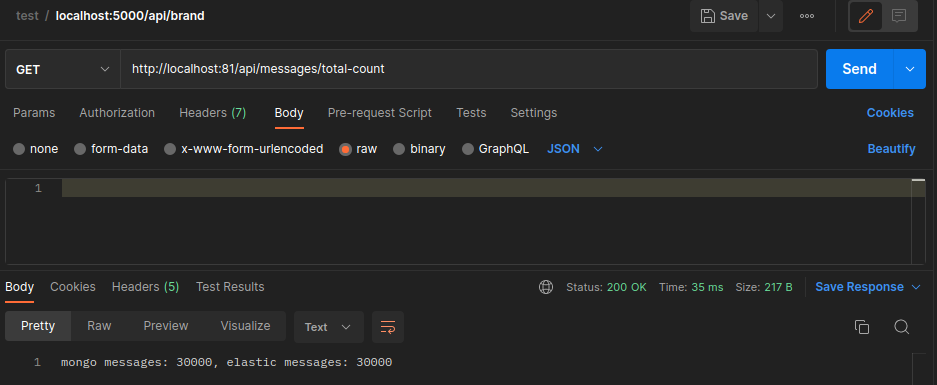 test / localhost:5000/api/brand
Save
GET http://localhost:81/api/messages/total-count Send
Params Authorization Headers (7) Body Pre-request Script Tests Settings Cookies
none form-data x-www-form-urlencoded raw binary GraphQL JSON Beautify
1
Body Cookies Headers (5) Test Results Status: 200 OK Time: 35 ms Size: 217 B Save Response
Pretty Raw Preview Visualize Text
1 mongo messages: 30000, elastic messages: 30000